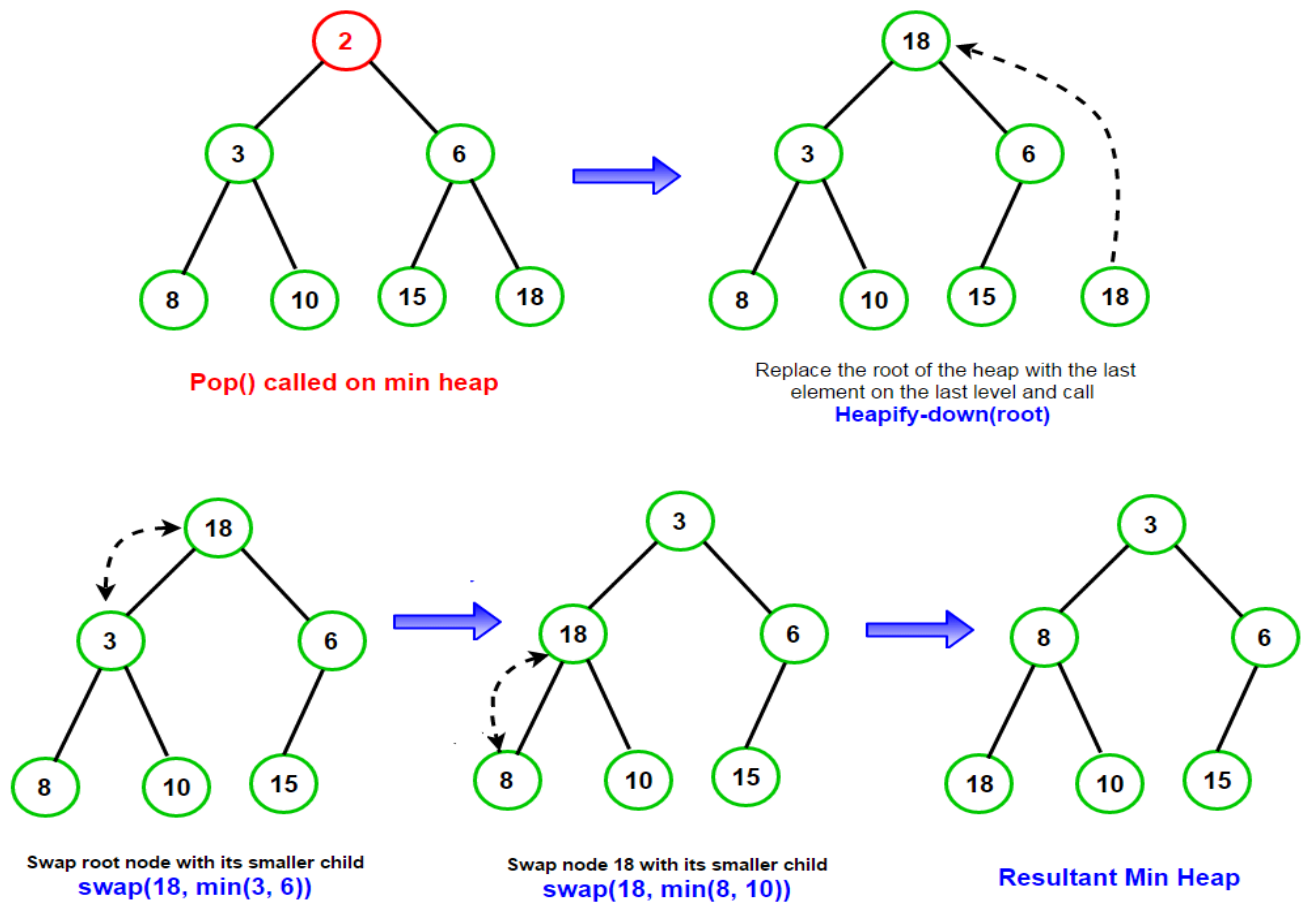 2
3 6
8 10 15 18
Pop() called on min heap
18
3 6
8 10 15 18
Replace the root of the heap with the last
element on the last level and call
Heapify-down(root)
18
3 6
8 10 15
Swap root node with its smaller child
swap(18, min(3, 6))
3
18 6
8 10 15
Swap node 18 with its smaller child
swap(18, min(8, 10))
3
8 6
18 10 15
Resultant Min Heap